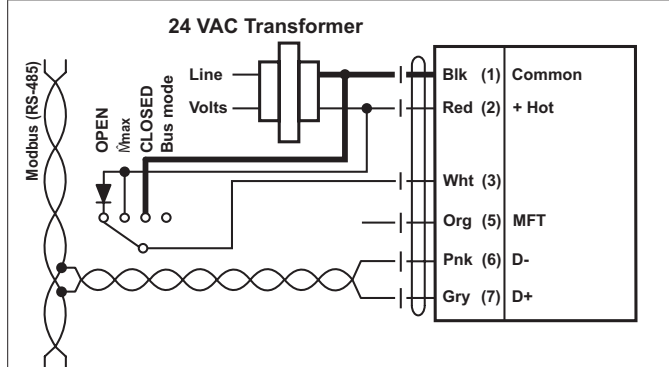 24 VAC Transformer
Modbus (RS-485)
Line
Volts
OPEN
V̇max
CLOSED
Bus mode
Blk (1) Common
Red (2) + Hot
Wht (3)
Org (5) MFT
Pnk (6) D-
Gry (7) D+